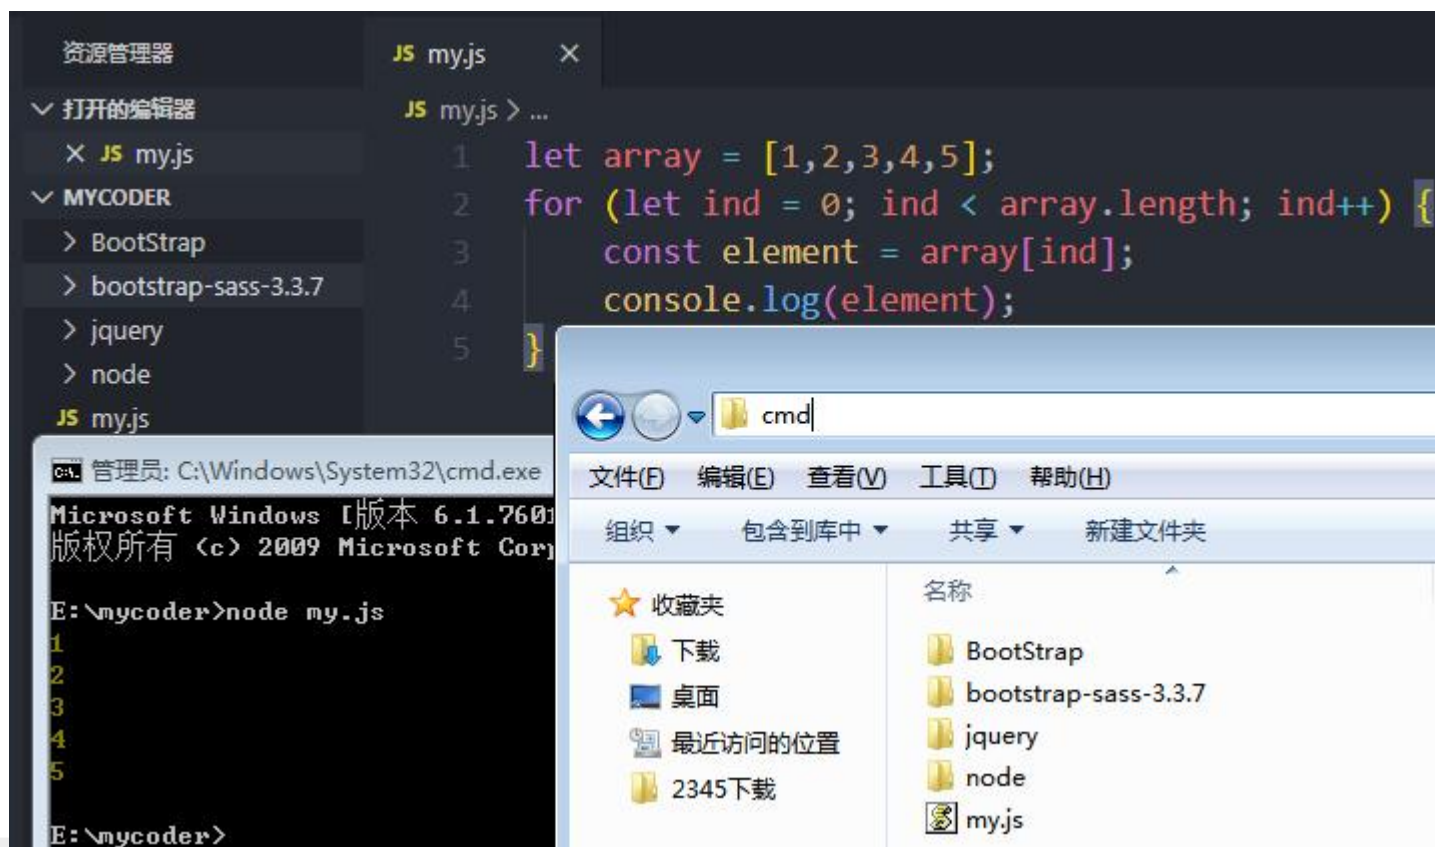 资源管理器
打开的编辑器
JS my.js
MYCODER
BootStrap
bootstrap-sass-3.3.7
jquery
node
JS my.js
JS my.js
JS my.js > ...
1 let array = [1,2,3,4,5];
2 for (let ind = 0; ind < array.length; ind++) {
3 const element = array[ind];
4 console.log(element);
5 }
管理员: C:\Windows\System32\cmd.exe
Microsoft Windows [版本 6.1.7601
版权所有 (c) 2009 Microsoft Corp
E:\mycoder>node my.js
1
2
3
4
5
E:\mycoder>
cmd
文件(F) 编辑(E) 查看(V) 工具(T) 帮助(H)
组织 包含到库中 共享 新建文件夹
收藏夹
下载
桌面
最近访问的位置
2345下载
名称
BootStrap
bootstrap-sass-3.3.7
jquery
node
my.js